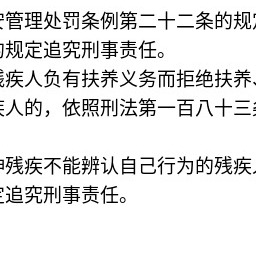 安管理处罚条例第二十二条的规定
的规定追究刑事责任。
残疾人负有扶养义务而拒绝扶养、
疾人的，依照刑法第一百八十三条
神残疾不能辨认自己行为的残疾人
定追究刑事责任。